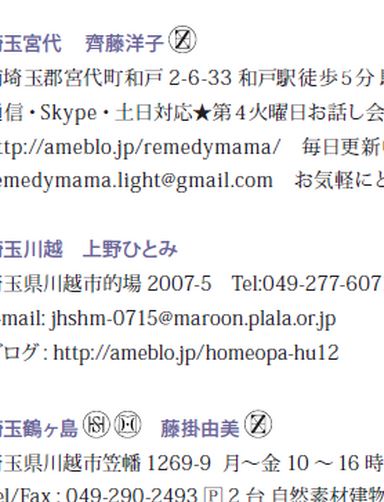 埼玉宮代 齊藤洋子 Z
埼玉郡宮代町和戸 2-6-33 和戸駅徒歩5分
通信・Skype・土日対応★第4火曜日お話し会
ttp://ameblo.jp/remedymama/ 毎日更新
emedymama.light@gmail.com お気軽に
埼玉川越 上野ひとみ
埼玉県川越市的場 2007-5 Tel:049-277-607
-mail: jhshm-0715@maroon.plala.or.jp
ブログ : http://ameblo.jp/homeopa-hu12
埼玉鶴ヶ島 藤掛由美 Z
埼玉県川越市笠幡 1269-9 月～金 10 ～ 16 時
el/Fax : 049-290-2493 P 2 台 自然素材建物